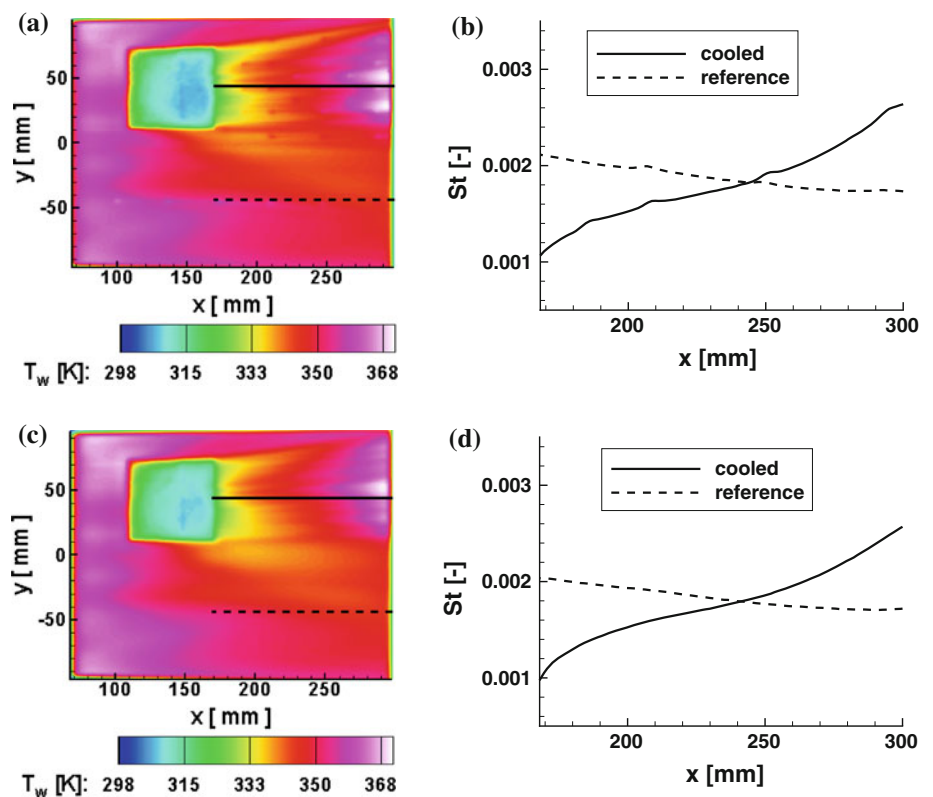 (a)
50
0
-50
y [ mm ]
100 150 200 250
x [ mm ]
T_w [K]: 298 315 333 350 368
(b)
cooled
reference
0.003
0.002
0.001
St [-]
200 250 300
x [mm]
(c)
50
0
-50
y [ mm ]
100 150 200 250
x [ mm ]
T_w [K]: 298 315 333 350 368
(d)
cooled
reference
0.003
0.002
0.001
St [-]
200 250 300
x [mm]